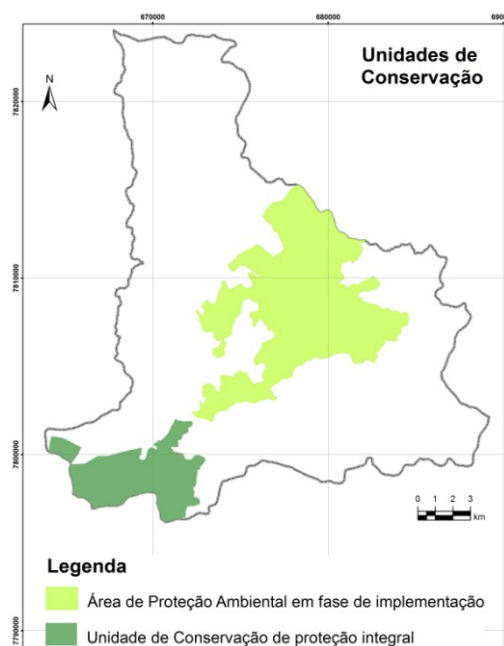 670000
680000
690
Unidades de
Conservação
N
7820000
7810000
7800000
7790000
0 1 2 3
km
Legenda
Área de Proteção Ambiental em fase de implementação
Unidade de Conservação de proteção integral